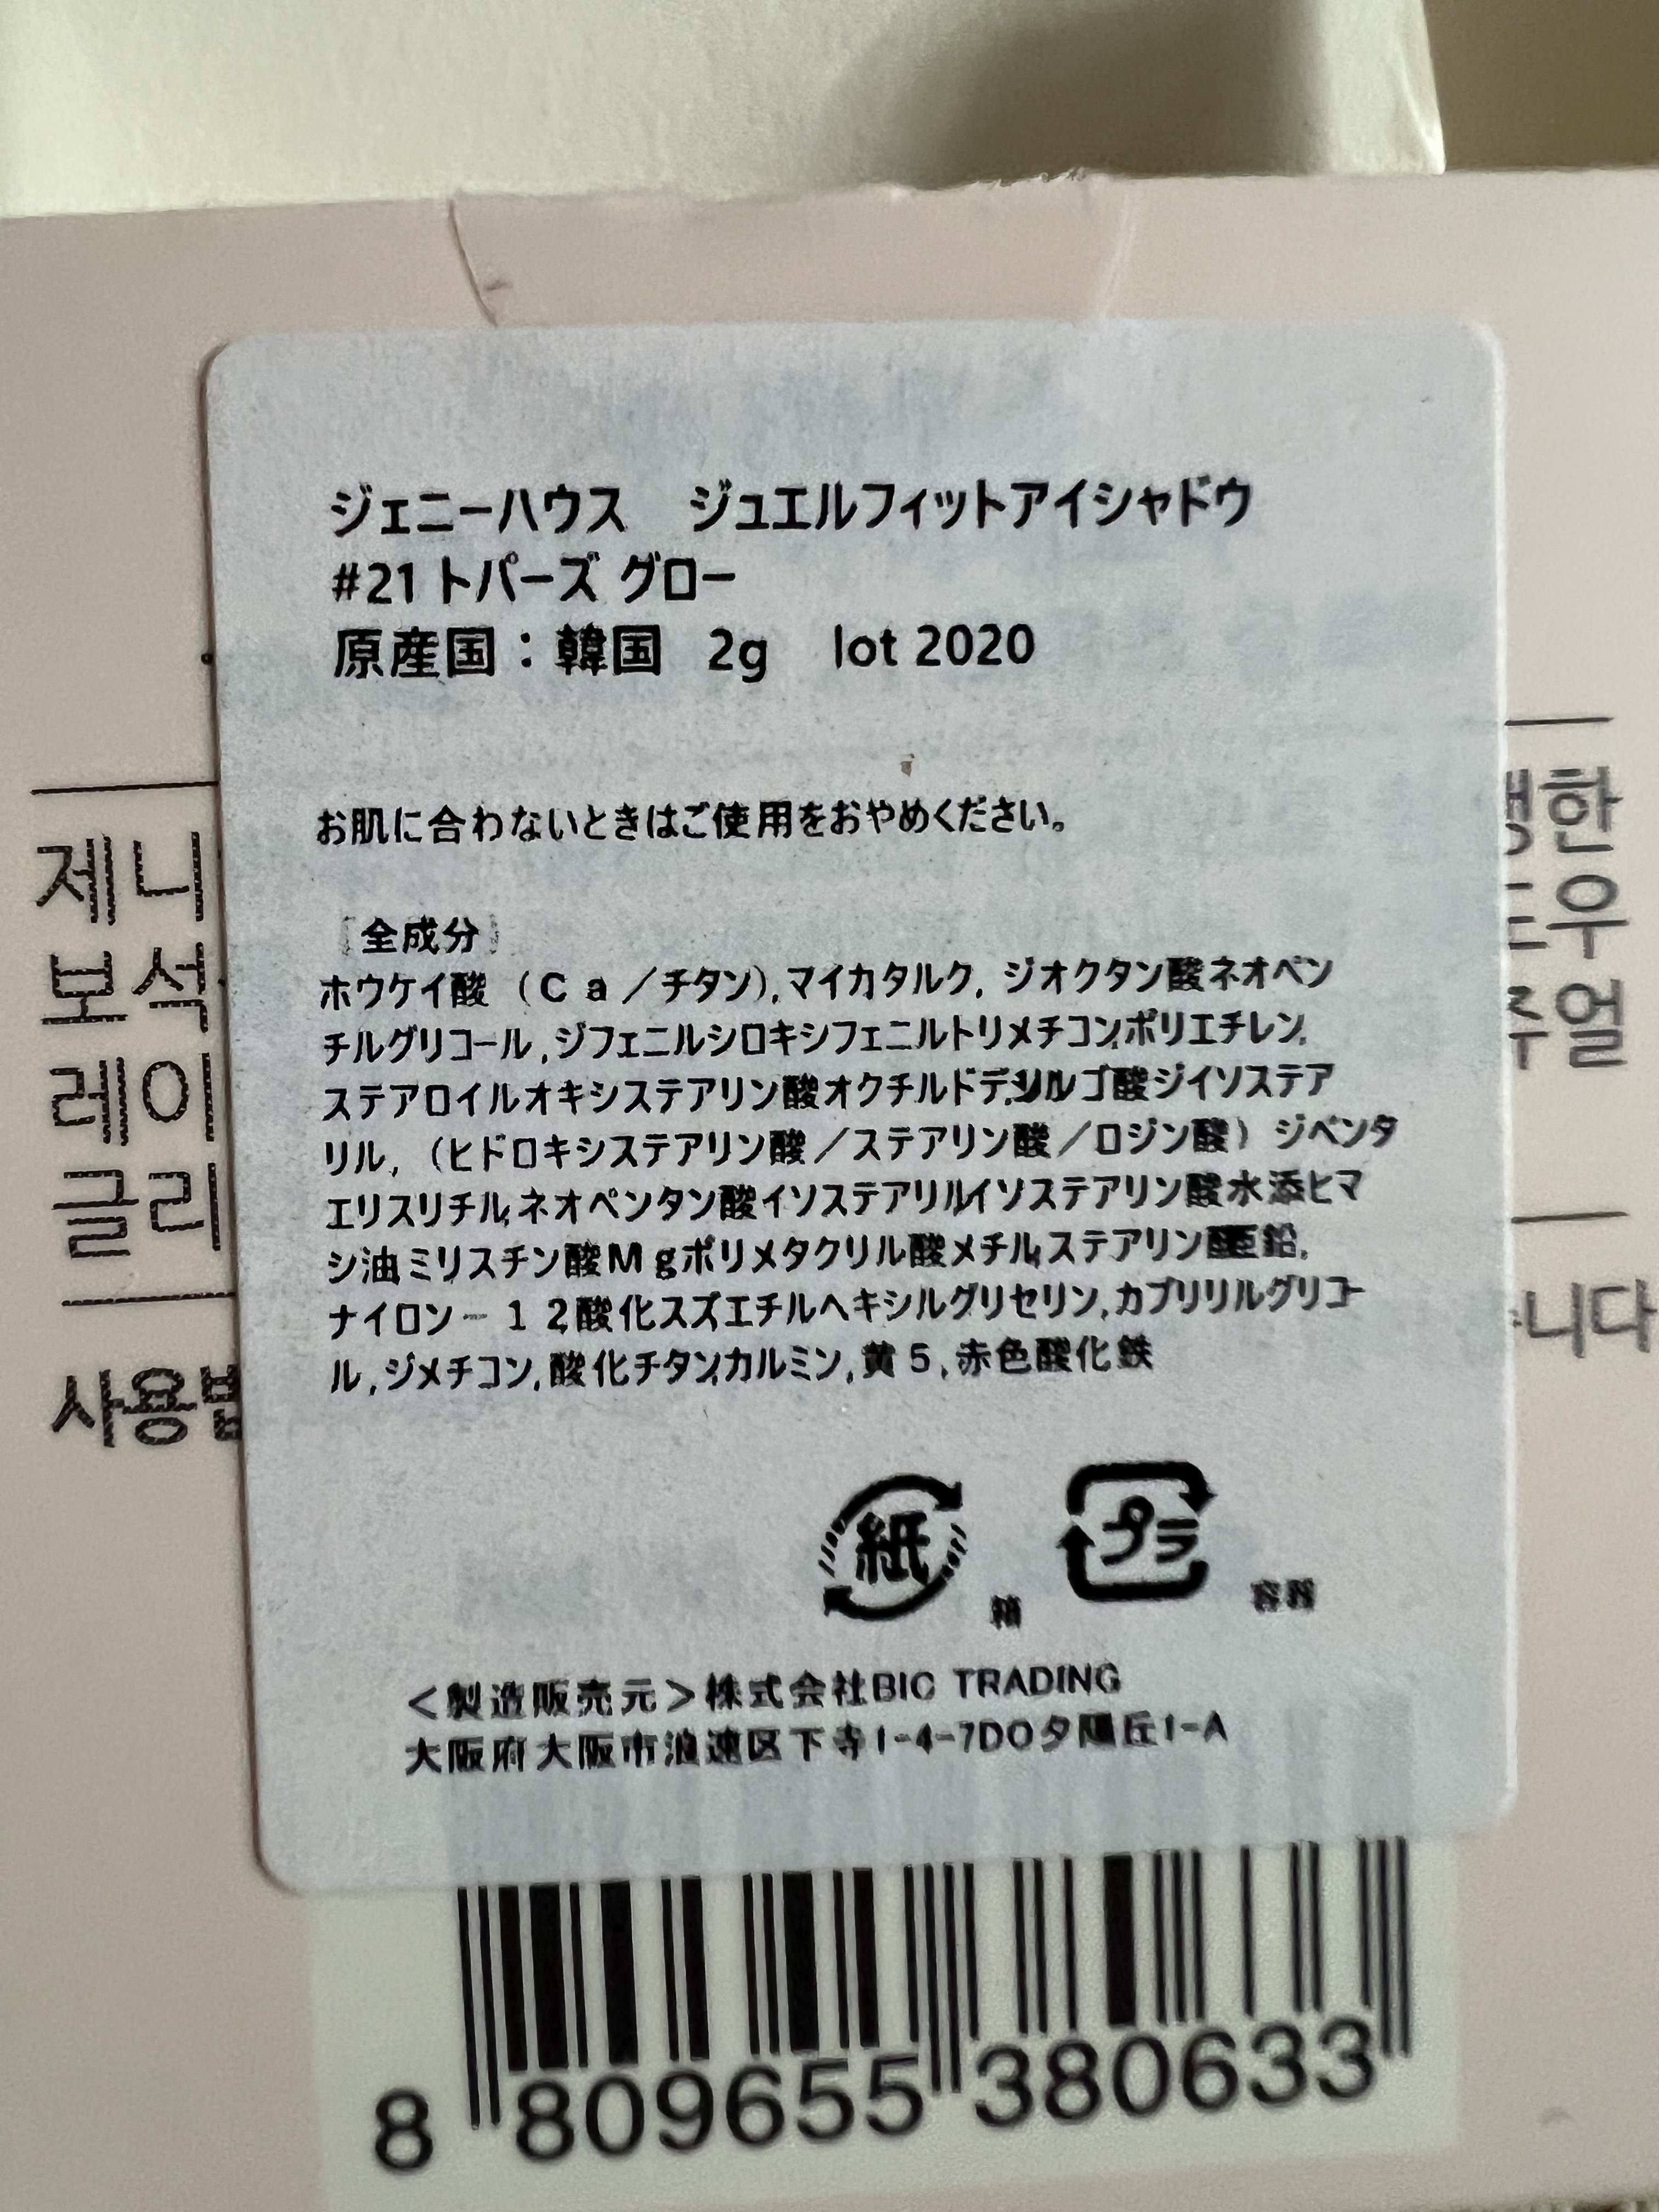 ジェニーハウス　ジュエルフィットアイシャドウ
#21 トパーズ グロー
原産国：韓国 2g lot 2020
お肌に合わないときはご使用をおやめください。
［全成分］
ホウケイ酸（Ｃａ／チタン),マイカタルク, ジオクタン酸ネオペン
チルグリコール,ジフェニルシロキシフェニルトリメチコン,ポリエチレン,
ステアロイルオキシステアリン酸オクチルドデシル,ダイマージリノール酸ジイソステア
リル,（ヒドロキシステアリン酸／ステアリン酸／ロジン酸）ジペンタ
エリスリチル,ネオペンタン酸イソステアリル,イソステアリン酸水添ヒマ
シ油,ミリスチン酸Ｍｇポリメタクリル酸メチル,ステアリン酸亜鉛,
ナイロン－１２,酸化スズエチルヘキシルグリセリン,カプリリルグリコー
ル,ジメチコン,酸化チタン,カルミン,黄５,赤色酸化鉄
紙 箱 プラ 容器
＜製造販売元＞株式会社BIC TRADING
大阪府大阪市浪速区下寺1-4-7DO夕陽丘1-A
제니
보석
레이
글리
사용법
한
우
주얼
습니다
8 809655 380633